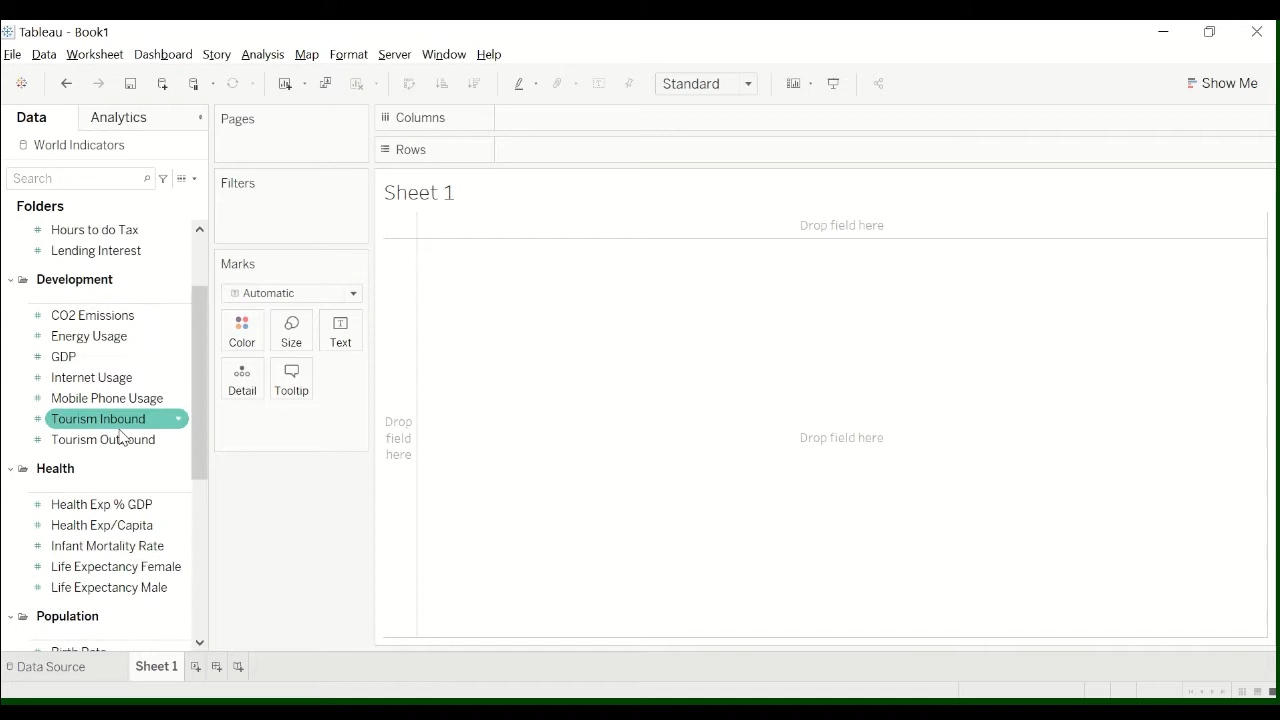 Tableau - Book1
File Data Worksheet Dashboard Story Analysis Map Format Server Window Help
Standard
Show Me
Data Analytics
World Indicators
Search
Folders
Hours to do Tax
Lending Interest
Development
CO2 Emissions
Energy Usage
GDP
Internet Usage
Mobile Phone Usage
Tourism Inbound
Tourism Outbound
Health
Health Exp % GDP
Health Exp/Capita
Infant Mortality Rate
Life Expectancy Female
Life Expectancy Male
Population
Birth Rate
Pages
Filters
Marks
Automatic
Color Size Text
Detail Tooltip
Columns
Rows
Sheet 1
Drop field here
Drop
field
here
Drop field here
Data Source Sheet 1